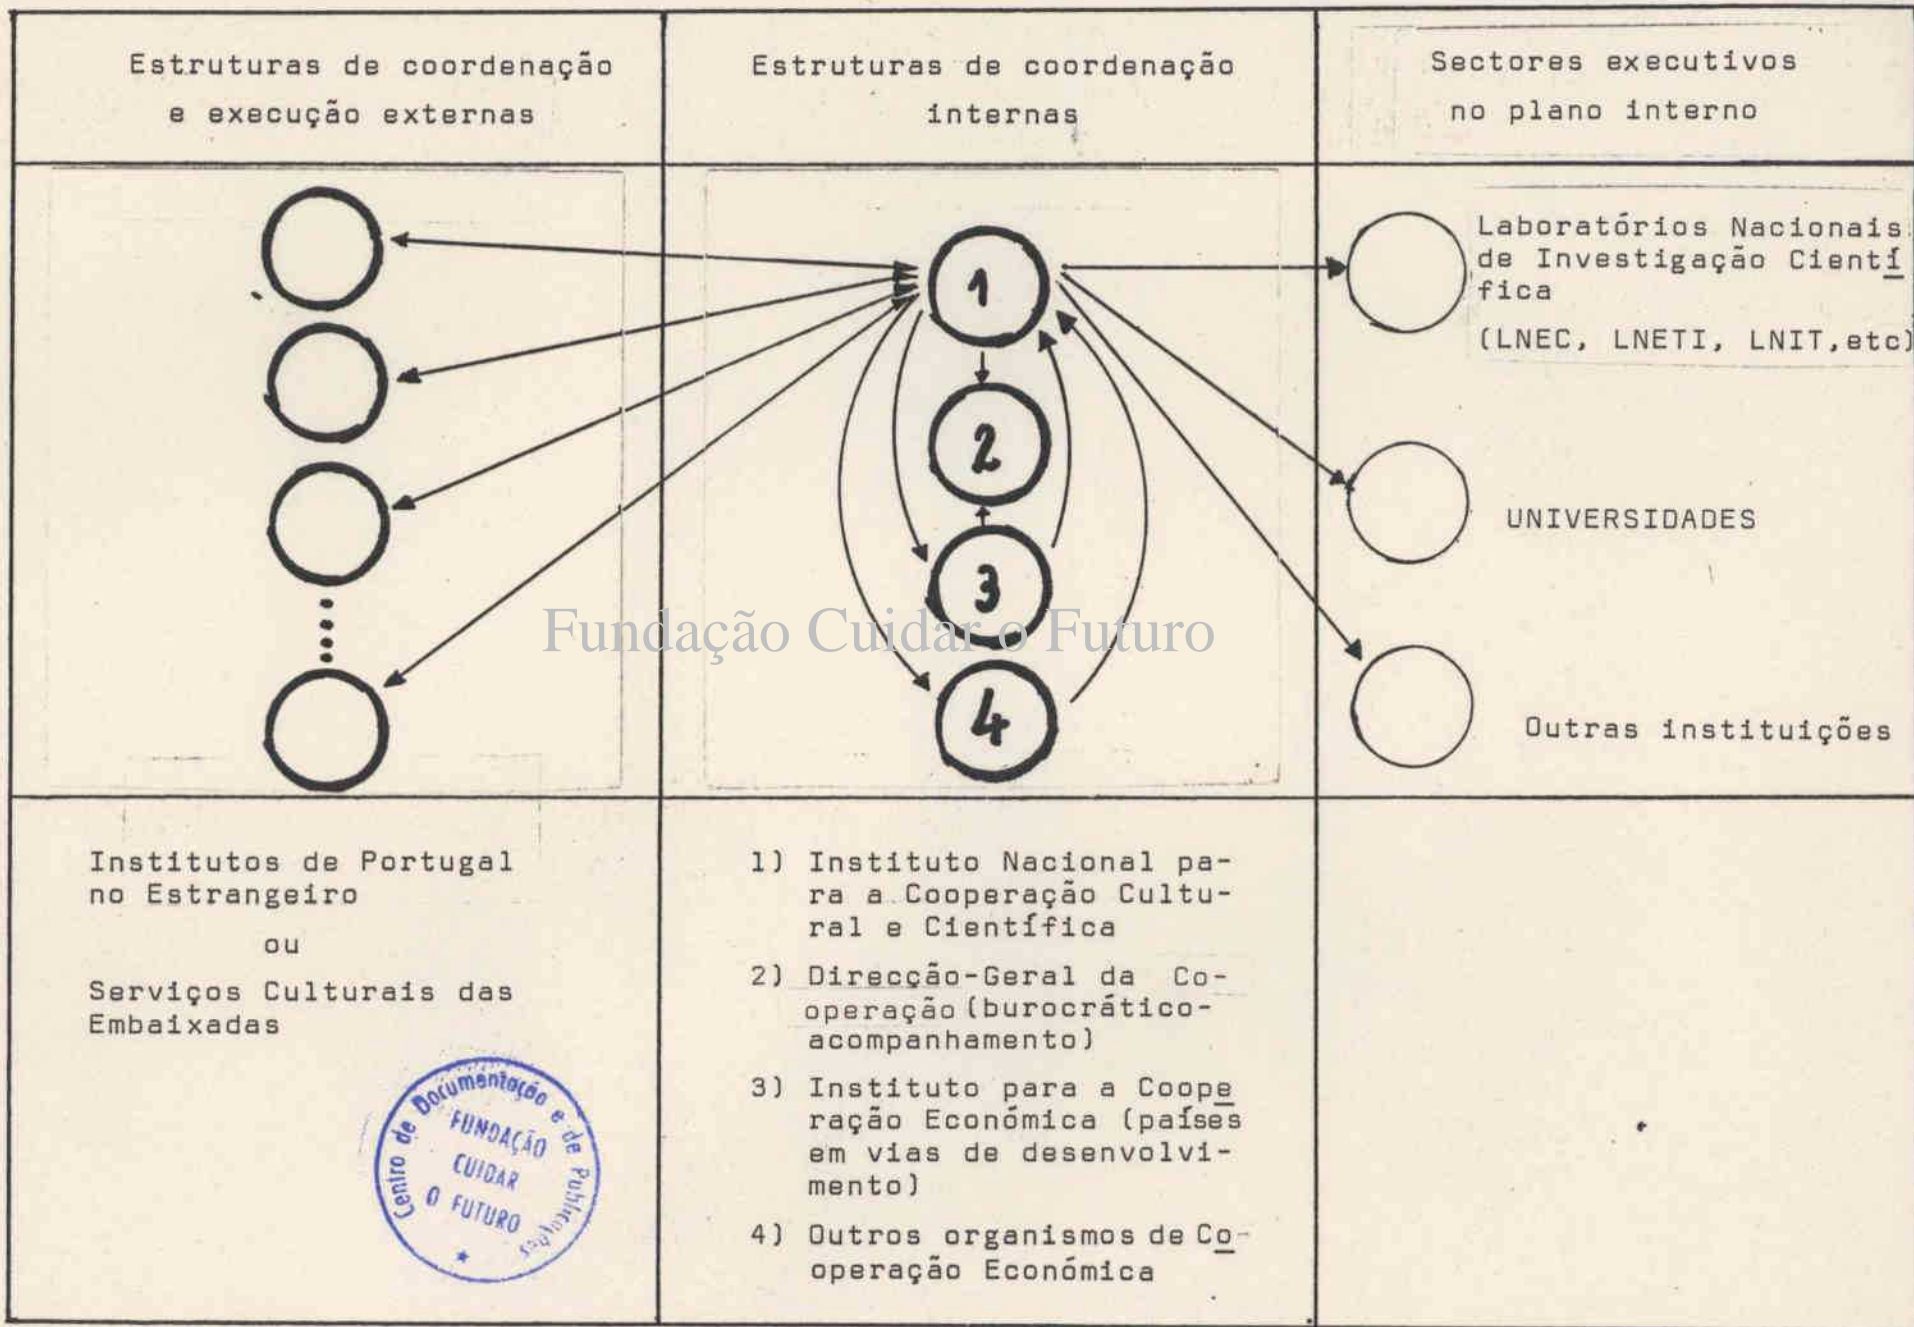 Estruturas de coordenação
e execução externas
Estruturas de coordenação
internas
Sectores executivos
no plano interno
1
2
3
4
Laboratórios Nacionais
de Investigação Cientí
fica
(LNEC, LNETI, LNIT,etc)
UNIVERSIDADES
Outras instituições
Fundação Cuidar o Futuro
Institutos de Portugal
no Estrangeiro
ou
Serviços Culturais das
Embaixadas
Centro de Documentação e de Publicações
FUNDAÇÃO
CUIDAR
O FUTURO
1) Instituto Nacional pa-
ra a Cooperação Cultu-
ral e Científica
2) Direcção-Geral da Co-
operação (burocrático-
acompanhamento)
3) Instituto para a Coope
ração Económica (países
em vias de desenvolvi-
mento)
4) Outros organismos de Co-
operação Económica